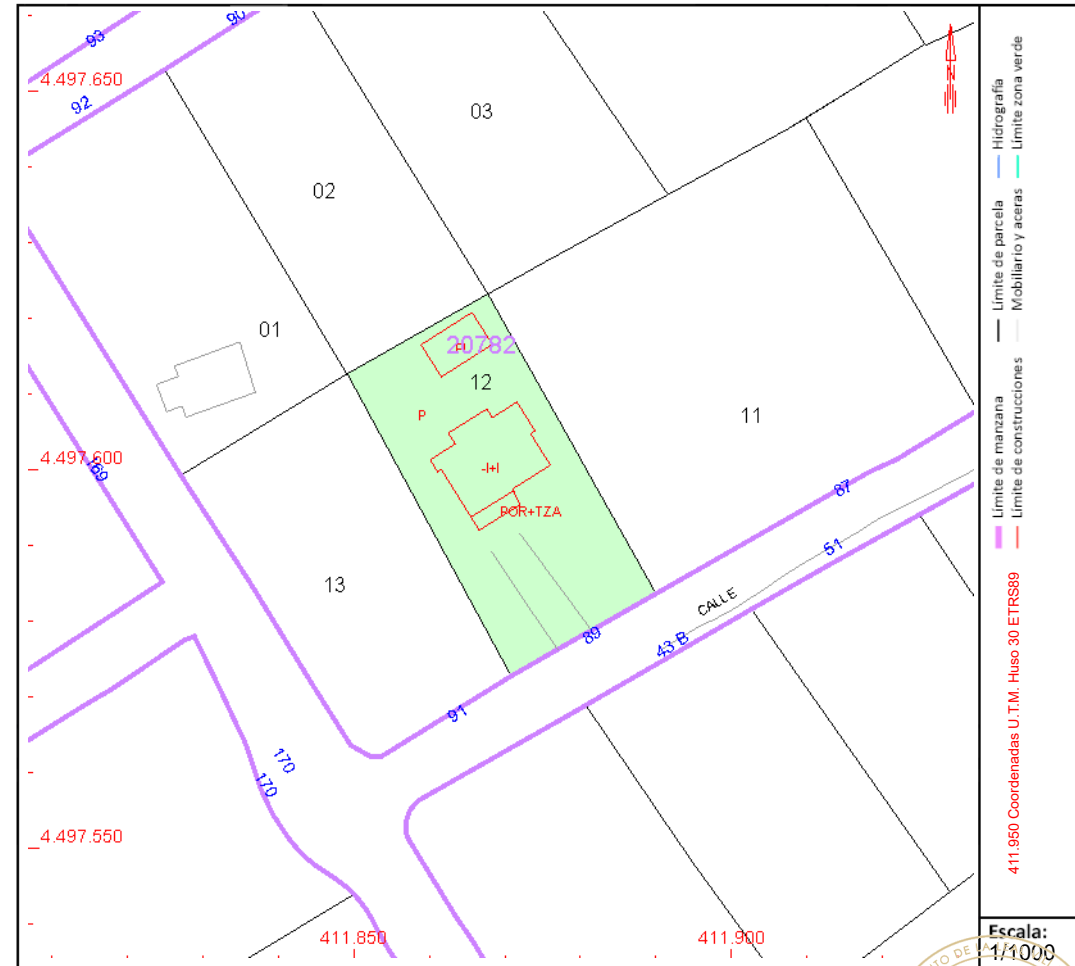 93
90
4.497.650
92
03
02
N
01
20782
PI
12
P
11
4.497.600
169
-I+I
POR+TZA
87
13
51
CALLE
89
43 B
91
170
170
4.497.550
411.850
411.900
Límite de manzana
Límite de parcela
Hidrografía
Límite de construcciones
Mobiliario y aceras
Límite zona verde
411.950 Coordenadas U.T.M. Huso 30 ETRS89
Escala:
1/1000